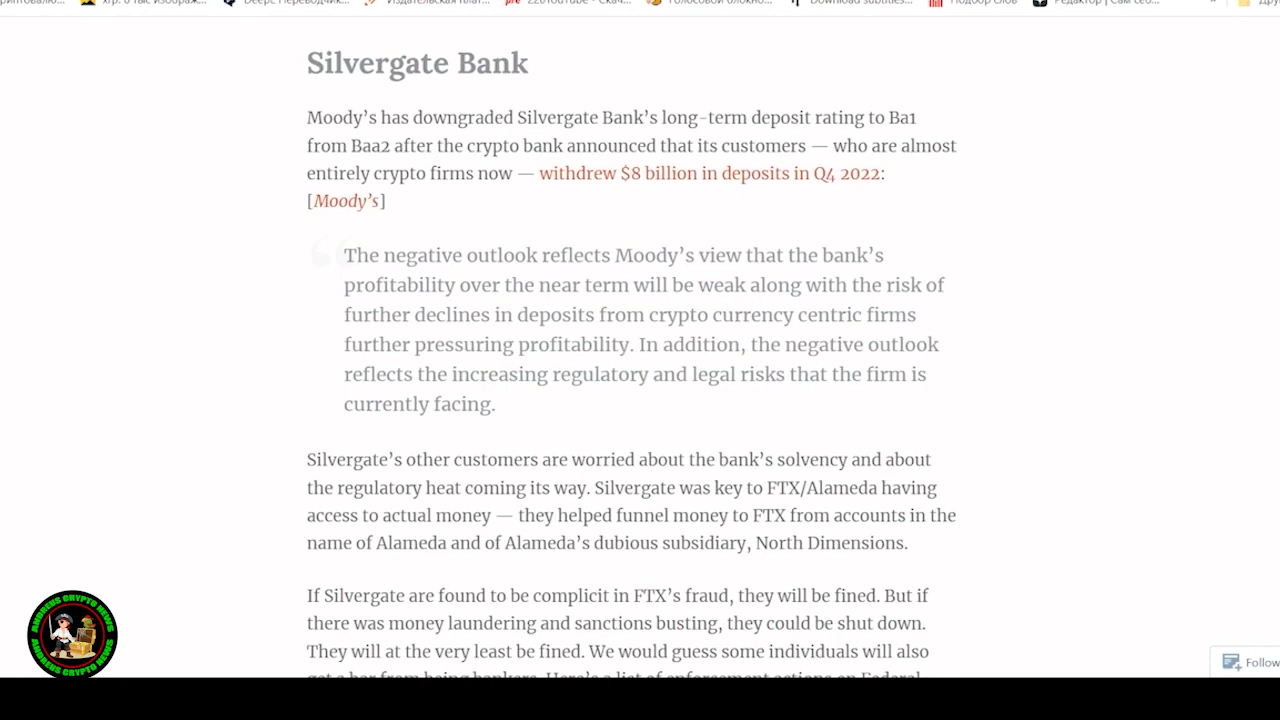 Silvergate Bank
Moody’s has downgraded Silvergate Bank’s long-term deposit rating to Ba1
from Baa2 after the crypto bank announced that its customers — who are almost
entirely crypto firms now — withdrew $8 billion in deposits in Q4 2022:
[Moody’s]
“
The negative outlook reflects Moody’s view that the bank’s
profitability over the near term will be weak along with the risk of
further declines in deposits from crypto currency centric firms
further pressuring profitability. In addition, the negative outlook
reflects the increasing regulatory and legal risks that the firm is
currently facing.
Silvergate’s other customers are worried about the bank’s solvency and about
the regulatory heat coming its way. Silvergate was key to FTX/Alameda having
access to actual money — they helped funnel money to FTX from accounts in the
name of Alameda and of Alameda’s dubious subsidiary, North Dimensions.
If Silvergate are found to be complicit in FTX’s fraud, they will be fined. But if
there was money laundering and sanctions busting, they could be shut down.
They will at the very least be fined. We would guess some individuals will also
ANDREUS CRYPTO NEWS
ANDREUS CRYPTO NEWS
Follow